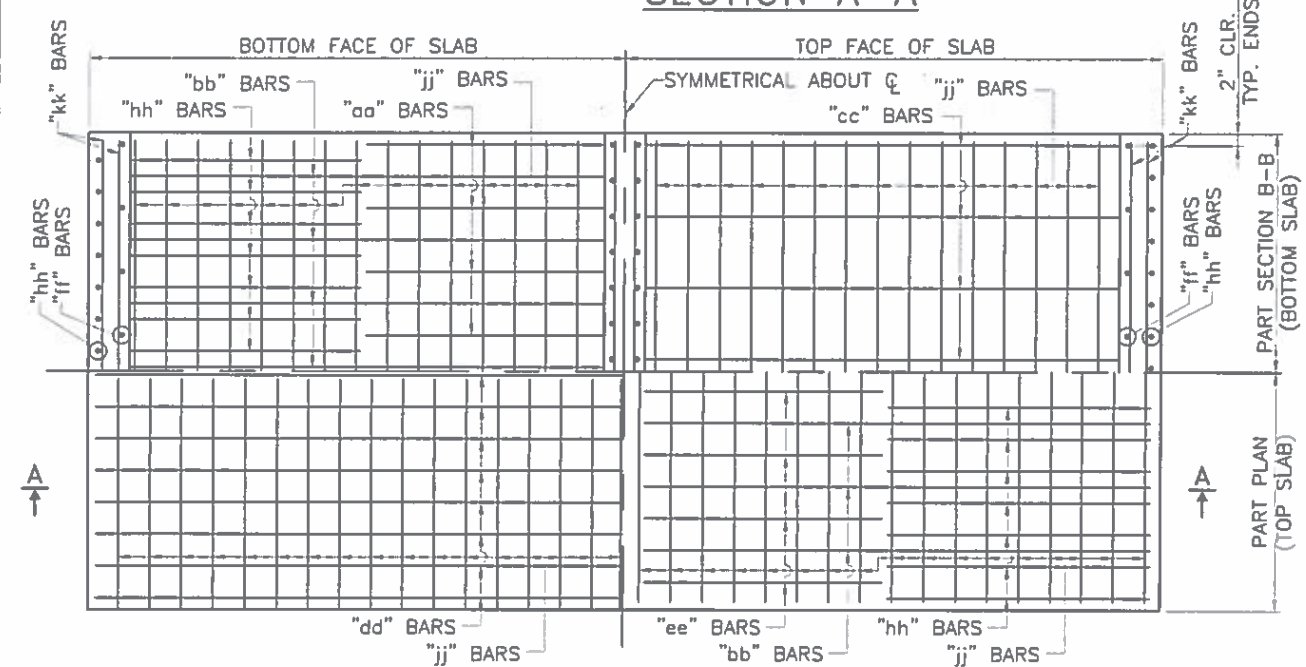 SECTION A-A
BOTTOM FACE OF SLAB
TOP FACE OF SLAB
2" CLR.
TYP. ENDS
"kk" BARS
"bb" BARS
"jj" BARS
SYMMETRICAL ABOUT ℄
"jj" BARS
"kk" BARS
"hh" BARS
"aa" BARS
"cc" BARS
"hh" BARS
"ff" BARS
"ff" BARS
"hh" BARS
PART SECTION B-B
(BOTTOM SLAB)
A
A
PART PLAN
(TOP SLAB)
"dd" BARS
"ee" BARS
"hh" BARS
"jj" BARS
"bb" BARS
"jj" BARS